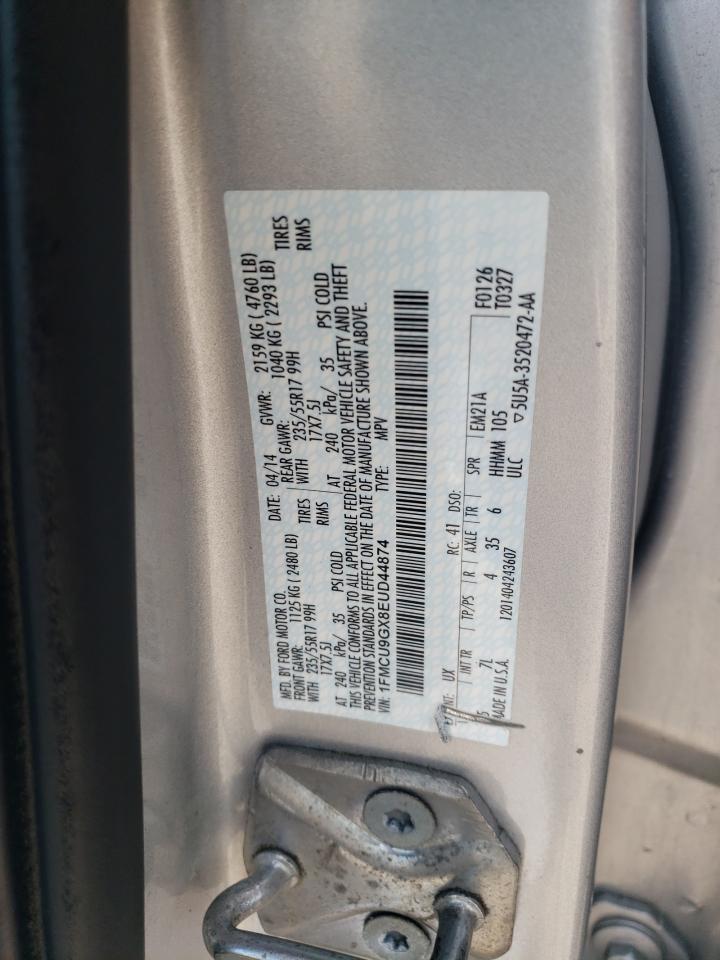 MFD. BY FORD MOTOR CO. DATE: 04/14 GVWR: 2159 KG ( 4760 LB)
FRONT GAWR: 1125 KG ( 2480 LB) REAR GAWR: 1040 KG ( 2293 LB)
WITH 235/55R17 99H TIRES WITH 235/55R17 99H TIRES
17X7.5J RIMS 17X7.5J RIMS
AT 240 kPa/ 35 PSI COLD AT 240 kPa/ 35 PSI COLD
THIS VEHICLE CONFORMS TO ALL APPLICABLE FEDERAL MOTOR VEHICLE SAFETY AND THEFT
PREVENTION STANDARDS IN EFFECT ON THE DATE OF MANUFACTURE SHOWN ABOVE.
VIN: 1FMCU9GX8EUD44874 TYPE: MPV
UX RC: 41 DSO: F0126
T0327
INT TR TP/PS R AXLE TR SPR EM21A
7L 4 35 6 HHMM 105
MADE IN U.S.A. 1201404243607 ULC ▽5U5A-3520472-AA